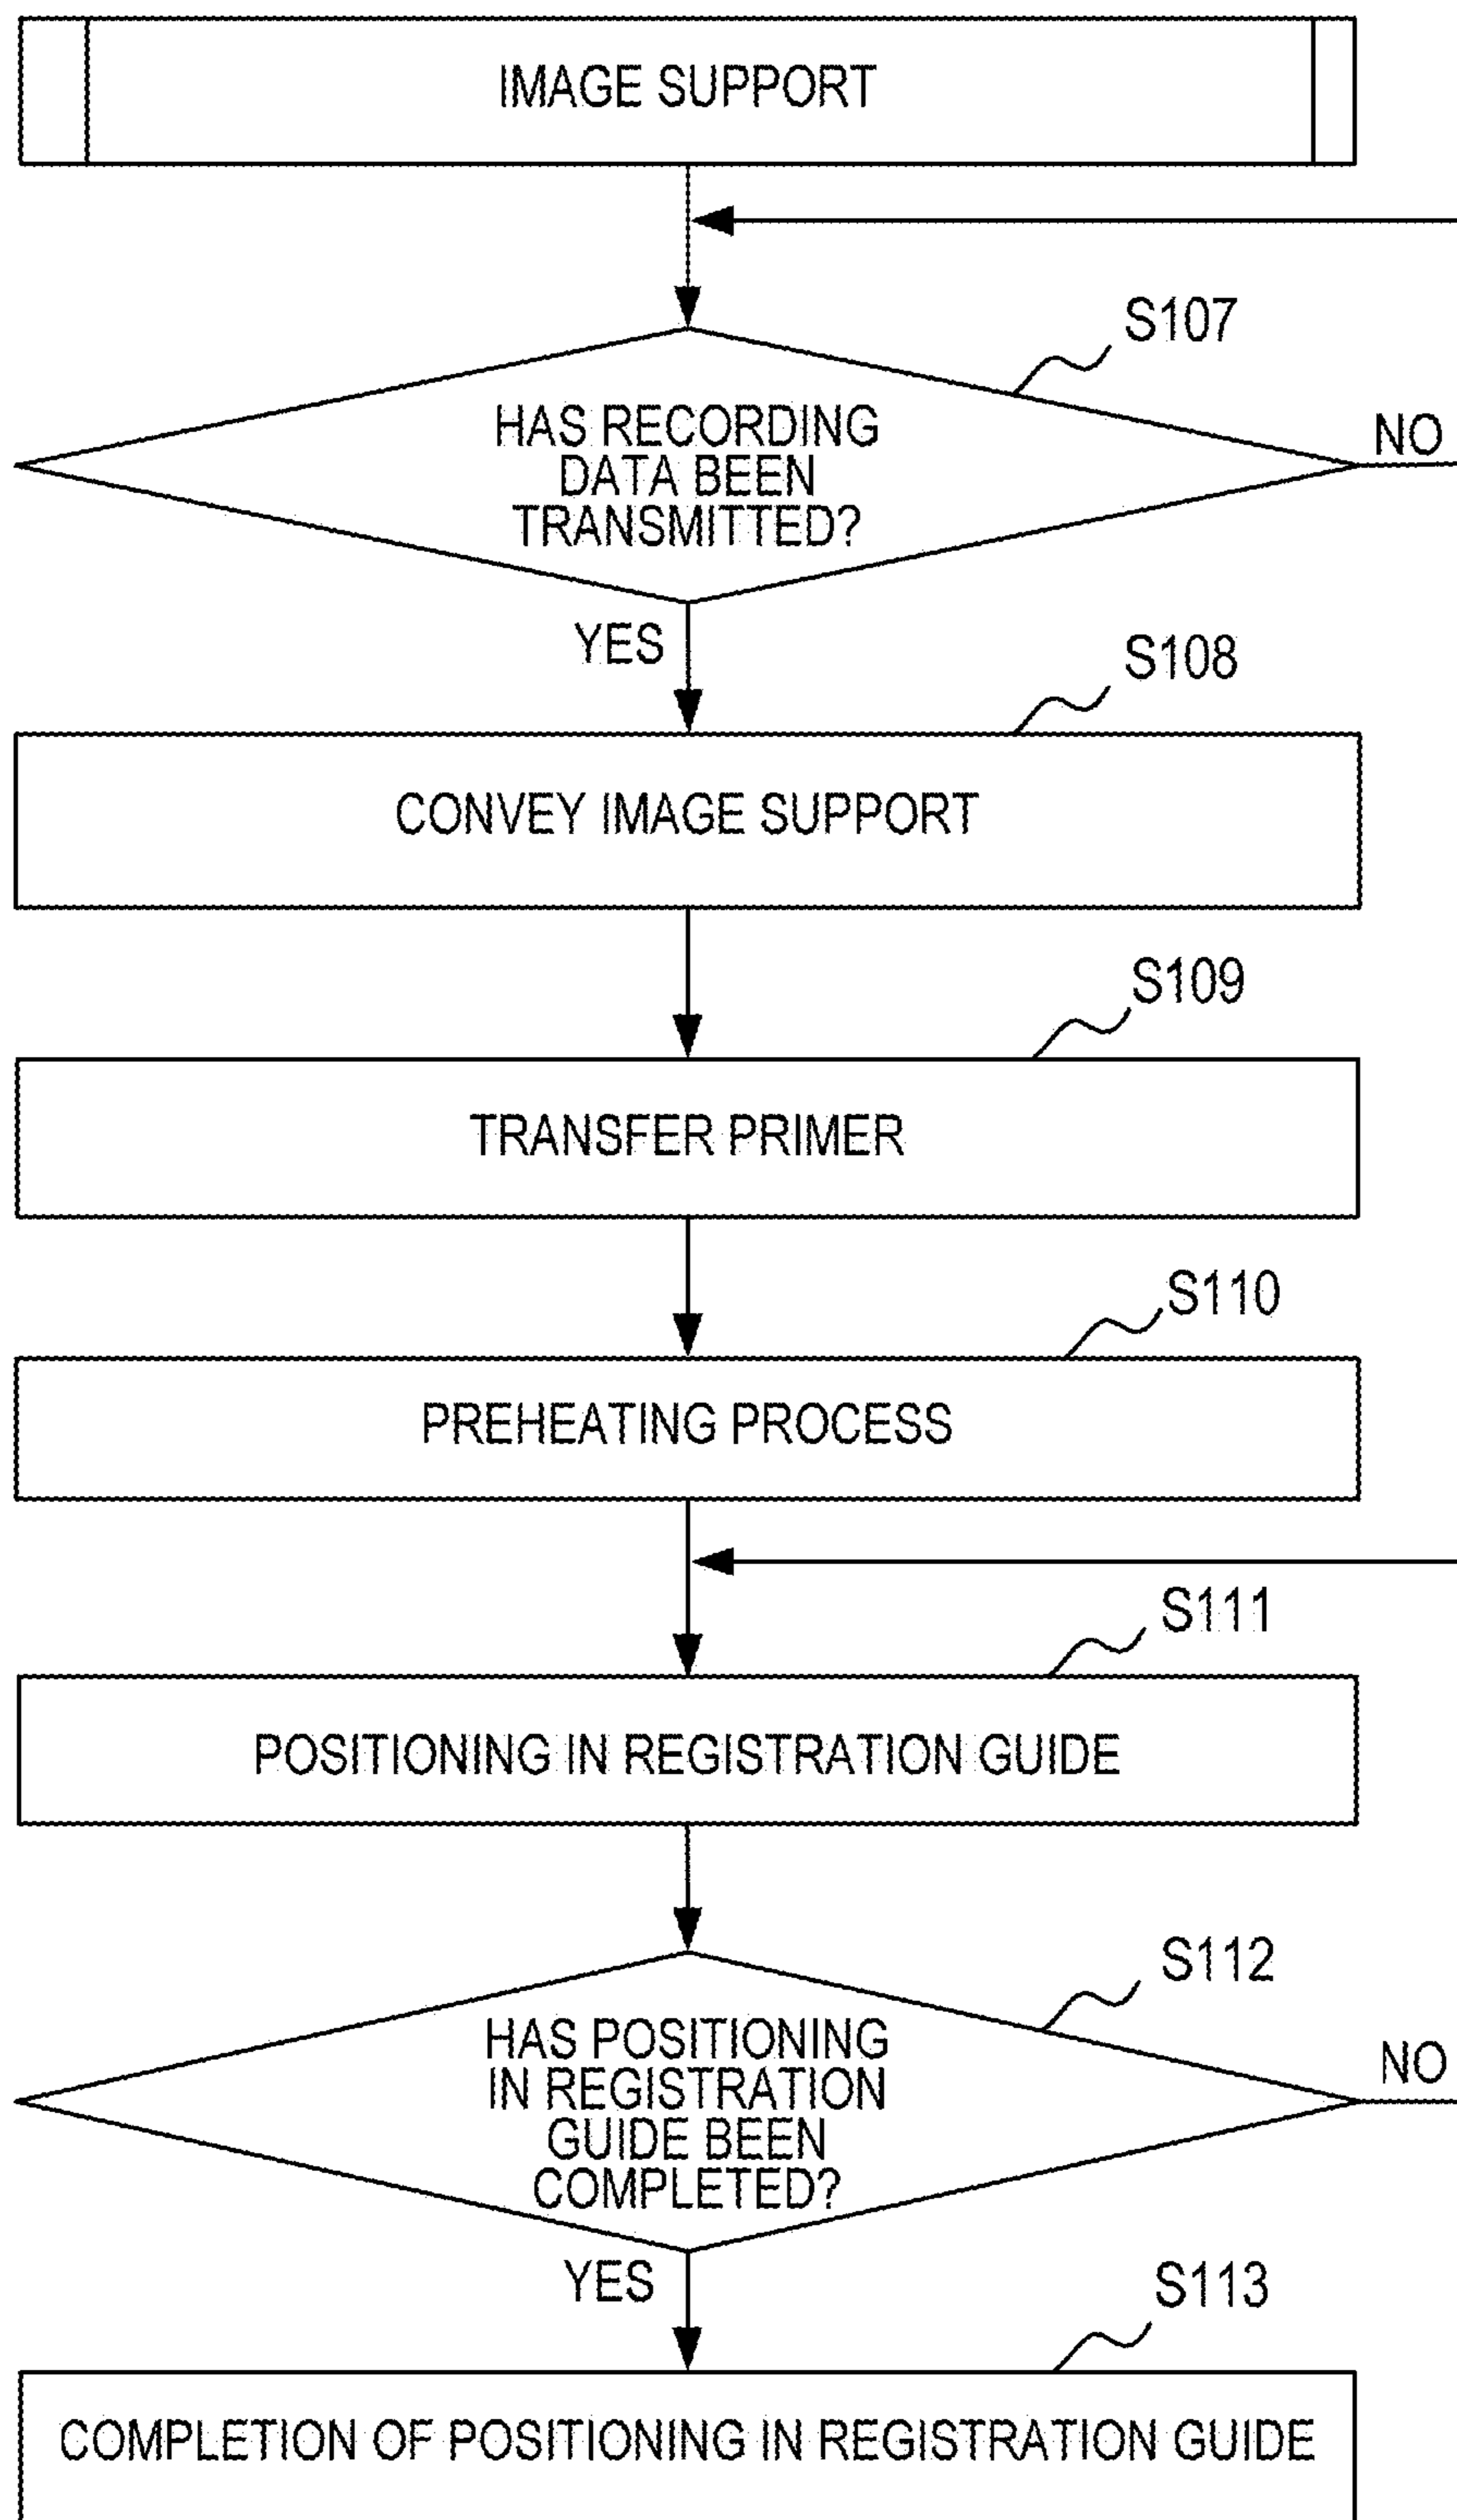 IMAGE SUPPORT
S107
HAS RECORDING
DATA BEEN
TRANSMITTED?
NO
YES
S108
CONVEY IMAGE SUPPORT
S109
TRANSFER PRIMER
S110
PREHEATING PROCESS
S111
POSITIONING IN REGISTRATION GUIDE
S112
HAS POSITIONING
IN REGISTRATION
GUIDE BEEN
COMPLETED?
NO
YES
S113
COMPLETION OF POSITIONING IN REGISTRATION GUIDE